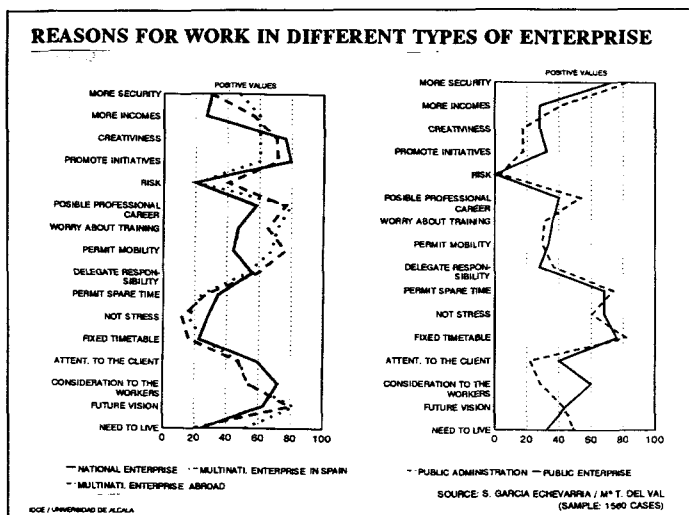 REASONS FOR WORK IN DIFFERENT TYPES OF ENTERPRISE
POSITIVE VALUES
MORE SECURITY
MORE INCOMES
CREATIVINESS
PROMOTE INITIATIVES
RISK
POSIBLE PROFESSIONAL
CAREER
WORRY ABOUT TRAINING
PERMIT MOBILITY
DELEGATE RESPON-
SIBILITY
PERMIT SPARE TIME
NOT STRESS
FIXED TIMETABLE
ATTENT. TO THE CLIENT
CONSIDERATION TO THE
WORKERS
FUTURE VISION
NEED TO LIVE
0 20 40 60 80 100
NATIONAL ENTERPRISE
MULTINATI. ENTERPRISE IN SPAIN
MULTINATI. ENTERPRISE ABROAD
IDOE / UNIVERSIDAD DE ALCALA
POSITIVE VALUES
MORE SECURITY
MORE INCOMES
CREATIVINESS
PROMOTE INITIATIVES
RISK
POSIBLE PROFESSIONAL
CAREER
WORRY ABOUT TRAINING
PERMIT MOBILITY
DELEGATE RESPON-
SIBILITY
PERMIT SPARE TIME
NOT STRESS
FIXED TIMETABLE
ATTENT. TO THE CLIENT
CONSIDERATION TO THE
WORKERS
FUTURE VISION
NEED TO LIVE
0 20 40 60 80 100
PUBLIC ADMINISTRATION
PUBLIC ENTERPRISE
SOURCE: S. GARCIA ECHEVARRIA / Mª T. DEL VAL
(SAMPLE: 1560 CASES)